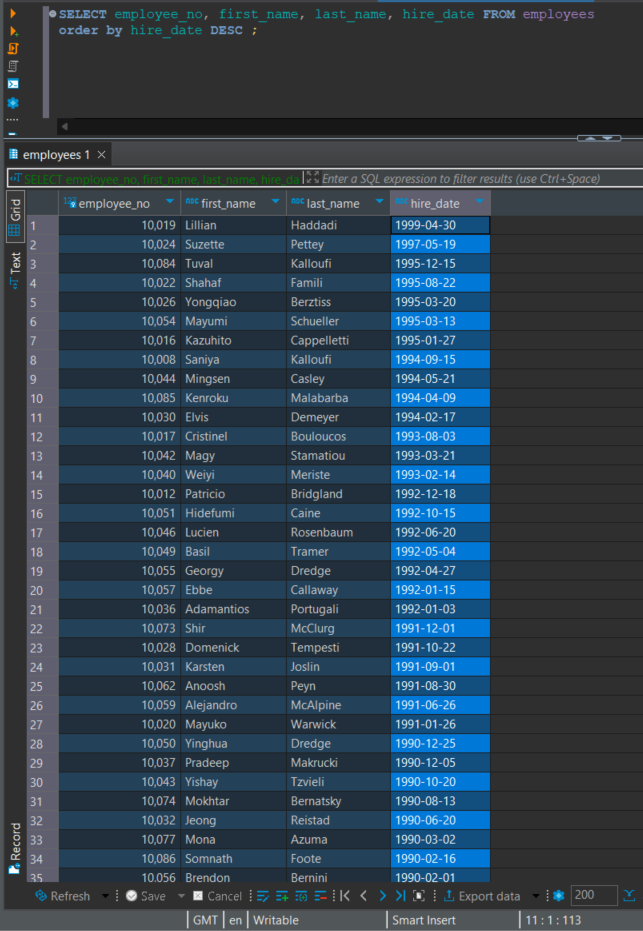 SELECT employee_no, first_name, last_name, hire_date FROM employees
order by hire_date DESC ;
employees 1
SELECT employee_no, first_name, last_name, hire_da Enter a SQL expression to filter results (use Ctrl+Space)
Grid
Text
Record
123 employee_no ABC first_name ABC last_name ABC hire_date
1 10,019 Lillian Haddadi 1999-04-30
2 10,024 Suzette Pettey 1997-05-19
3 10,084 Tuval Kalloufi 1995-12-15
4 10,022 Shahaf Famili 1995-08-22
5 10,026 Yongqiao Berztiss 1995-03-20
6 10,054 Mayumi Schueller 1995-03-13
7 10,016 Kazuhito Cappelletti 1995-01-27
8 10,008 Saniya Kalloufi 1994-09-15
9 10,044 Mingsen Casley 1994-05-21
10 10,085 Kenroku Malabarba 1994-04-09
11 10,030 Elvis Demeyer 1994-02-17
12 10,017 Cristinel Bouloucos 1993-08-03
13 10,042 Magy Stamatiou 1993-03-21
14 10,040 Weiyi Meriste 1993-02-14
15 10,012 Patricio Bridgland 1992-12-18
16 10,051 Hidefumi Caine 1992-10-15
17 10,046 Lucien Rosenbaum 1992-06-20
18 10,049 Basil Tramer 1992-05-04
19 10,055 Georgy Dredge 1992-04-27
20 10,057 Ebbe Callaway 1992-01-15
21 10,036 Adamantios Portugali 1992-01-03
22 10,073 Shir McClurg 1991-12-01
23 10,028 Domenick Tempesti 1991-10-22
24 10,031 Karsten Joslin 1991-09-01
25 10,062 Anoosh Peyn 1991-08-30
26 10,059 Alejandro McAlpine 1991-06-26
27 10,020 Mayuko Warwick 1991-01-26
28 10,050 Yinghua Dredge 1990-12-25
29 10,037 Pradeep Makrucki 1990-12-05
30 10,043 Yishay Tzvieli 1990-10-20
31 10,074 Mokhtar Bernatsky 1990-08-13
32 10,032 Jeong Reistad 1990-06-20
33 10,077 Mona Azuma 1990-03-02
34 10,086 Somnath Foote 1990-02-16
35 10,056 Brendon Bernini 1990-02-01
Refresh Save Cancel Export data 200
GMT en Writable Smart Insert 11 : 1 : 113